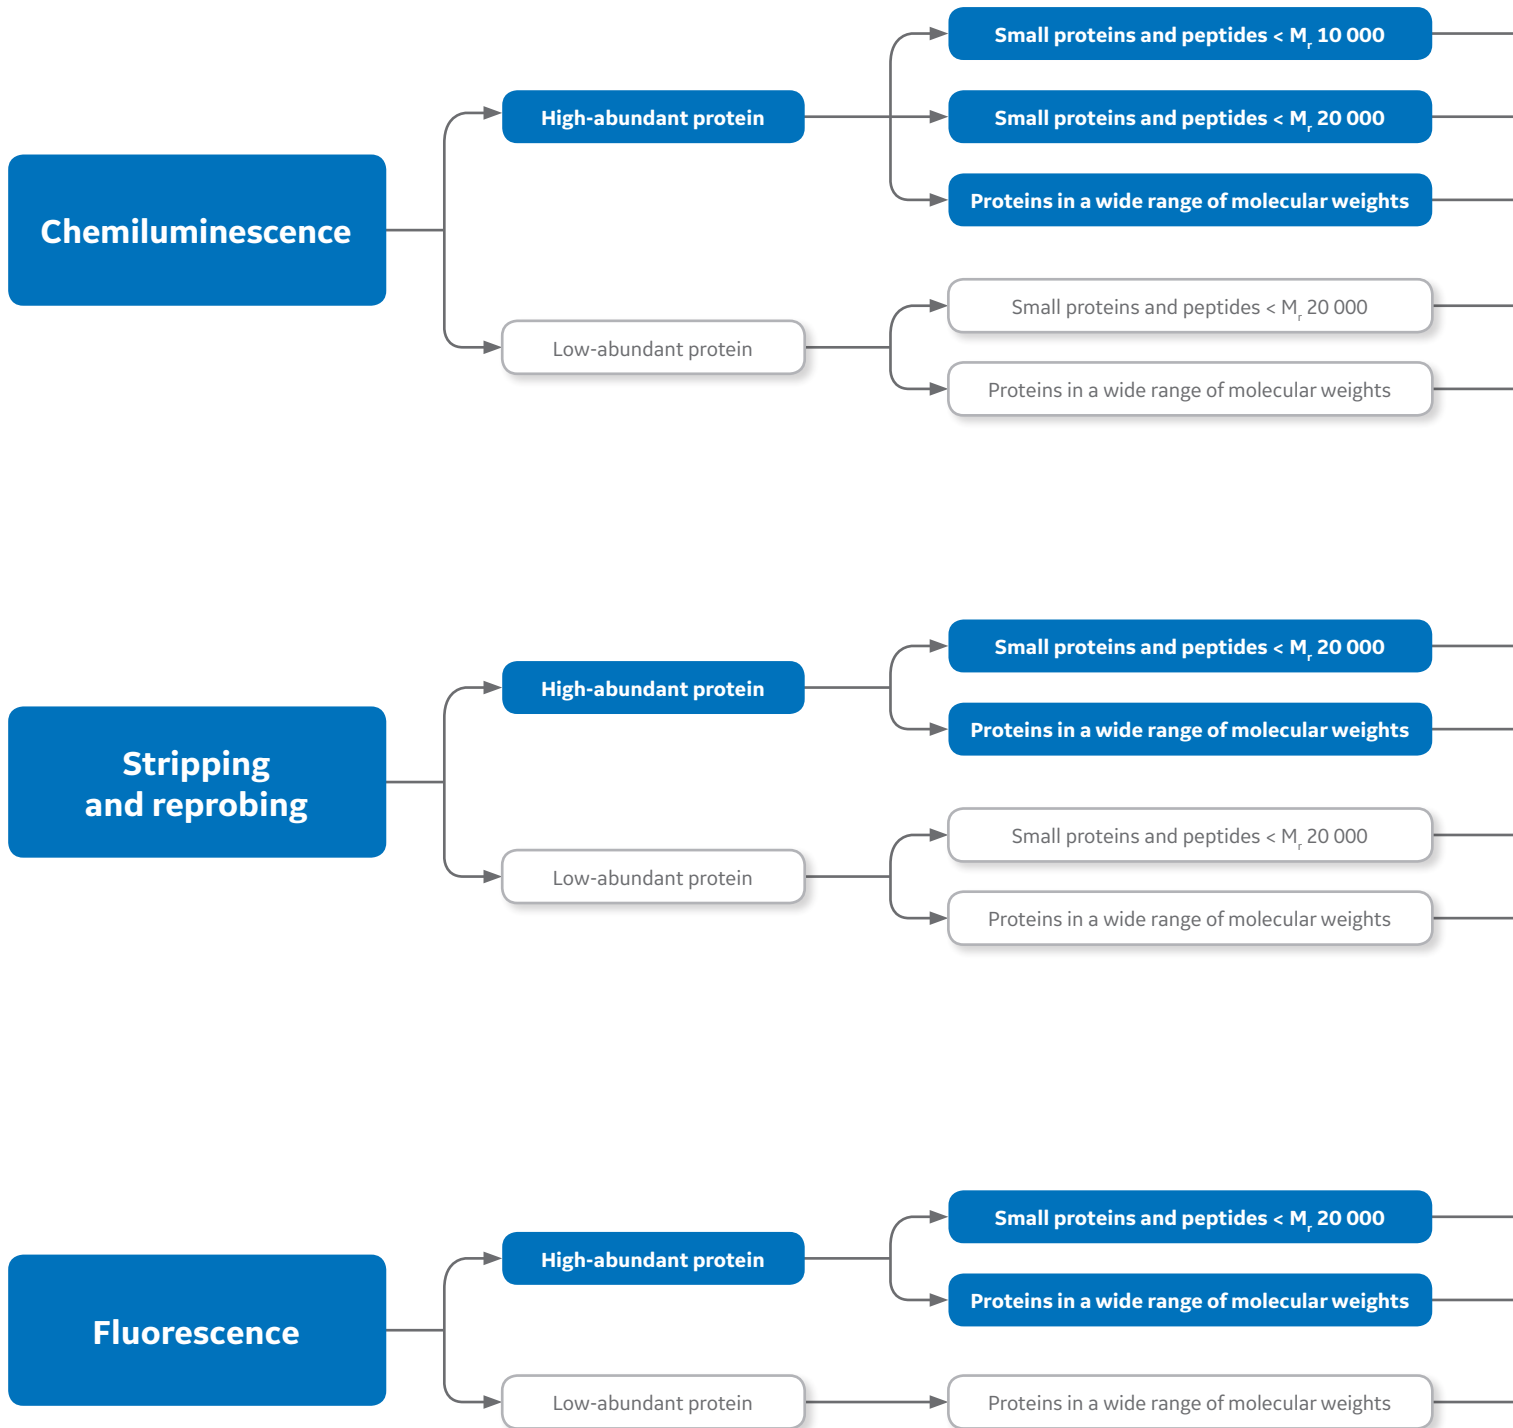 Chemiluminescence
High-abundant protein
Small proteins and peptides < Mr 10 000
Small proteins and peptides < Mr 20 000
Proteins in a wide range of molecular weights
Low-abundant protein
Small proteins and peptides < Mr 20 000
Proteins in a wide range of molecular weights
Stripping
and reprobing
High-abundant protein
Small proteins and peptides < Mr 20 000
Proteins in a wide range of molecular weights
Low-abundant protein
Small proteins and peptides < Mr 20 000
Proteins in a wide range of molecular weights
Fluorescence
High-abundant protein
Small proteins and peptides < Mr 20 000
Proteins in a wide range of molecular weights
Low-abundant protein
Proteins in a wide range of molecular weights